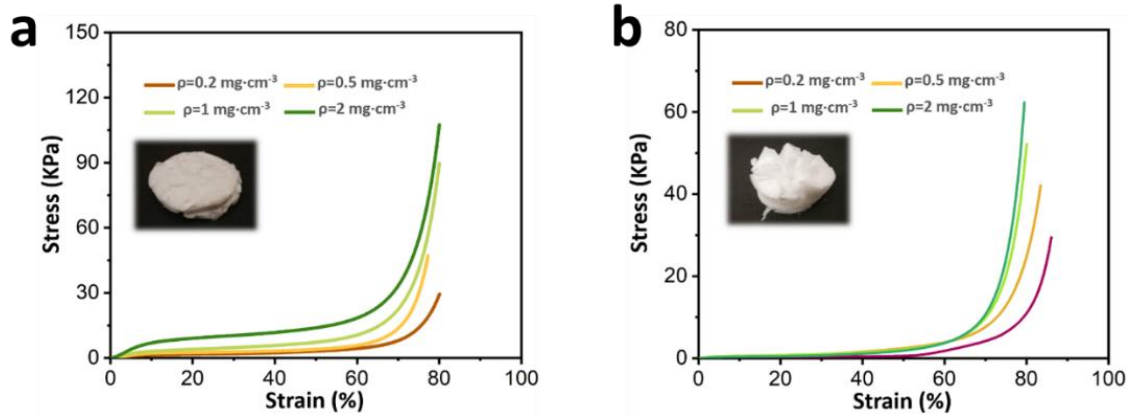 a
150
120
90
60
30
0
Stress (KPa)
ρ=0.2 mg·cm⁻³ ρ=0.5 mg·cm⁻³
ρ=1 mg·cm⁻³ ρ=2 mg·cm⁻³
0 20 40 60 80 100
Strain (%)
b
80
60
40
20
0
Stress (KPa)
ρ=0.2 mg·cm⁻³ ρ=0.5 mg·cm⁻³
ρ=1 mg·cm⁻³ ρ=2 mg·cm⁻³
0 20 40 60 80 100
Strain (%)